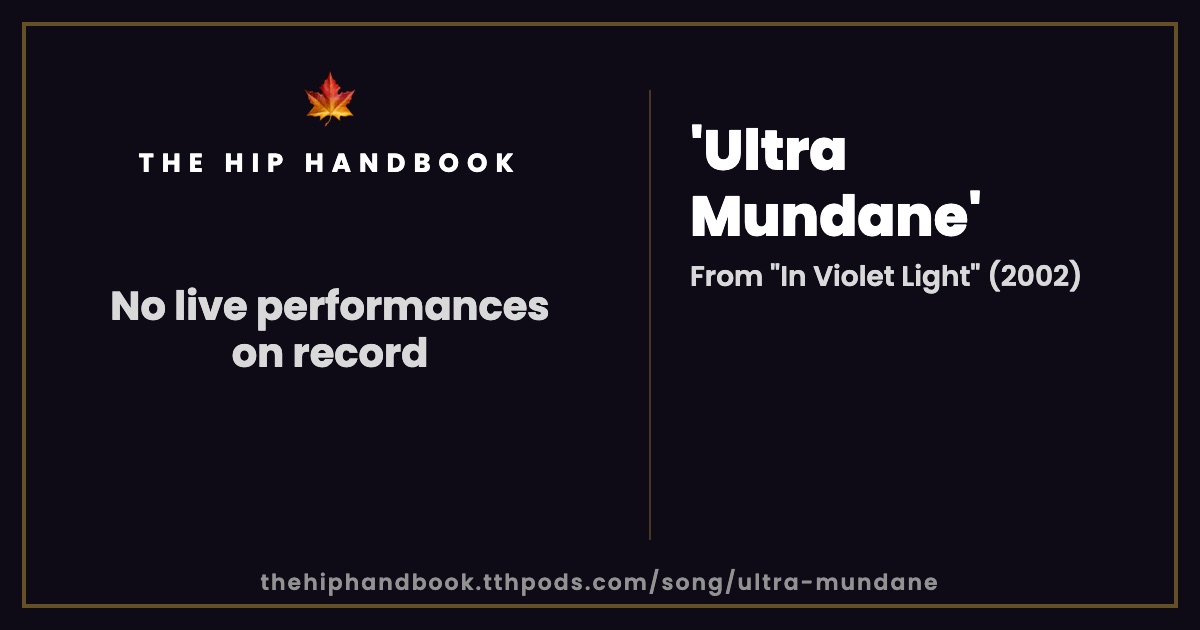 THE HIP HANDBOOK
No live performances
on record
'Ultra
Mundane'
From "In Violet Light" (2002)
thehiphandbook.tthpods.com/song/ultra-mundane